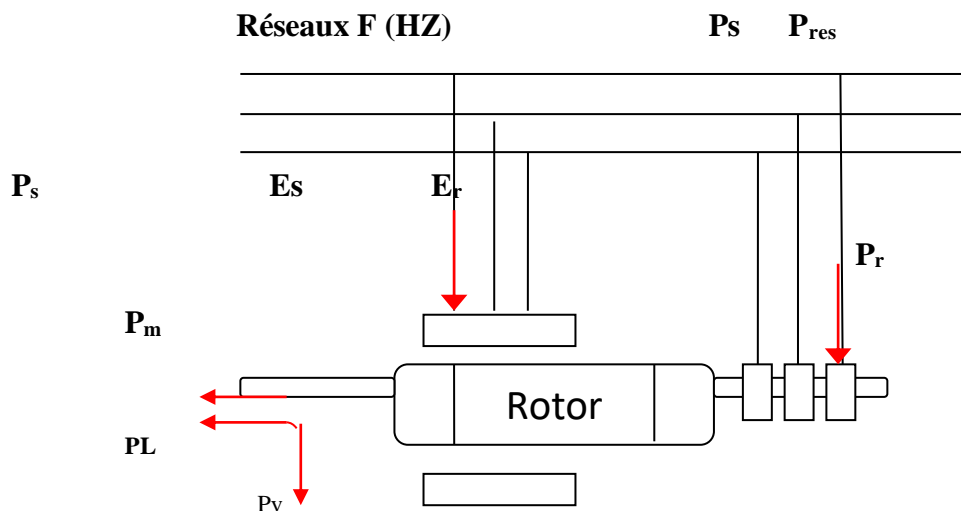 Réseaux F (HZ) Ps Pres
Ps Es Er
Pr
Pm
Rotor
PL
Pv